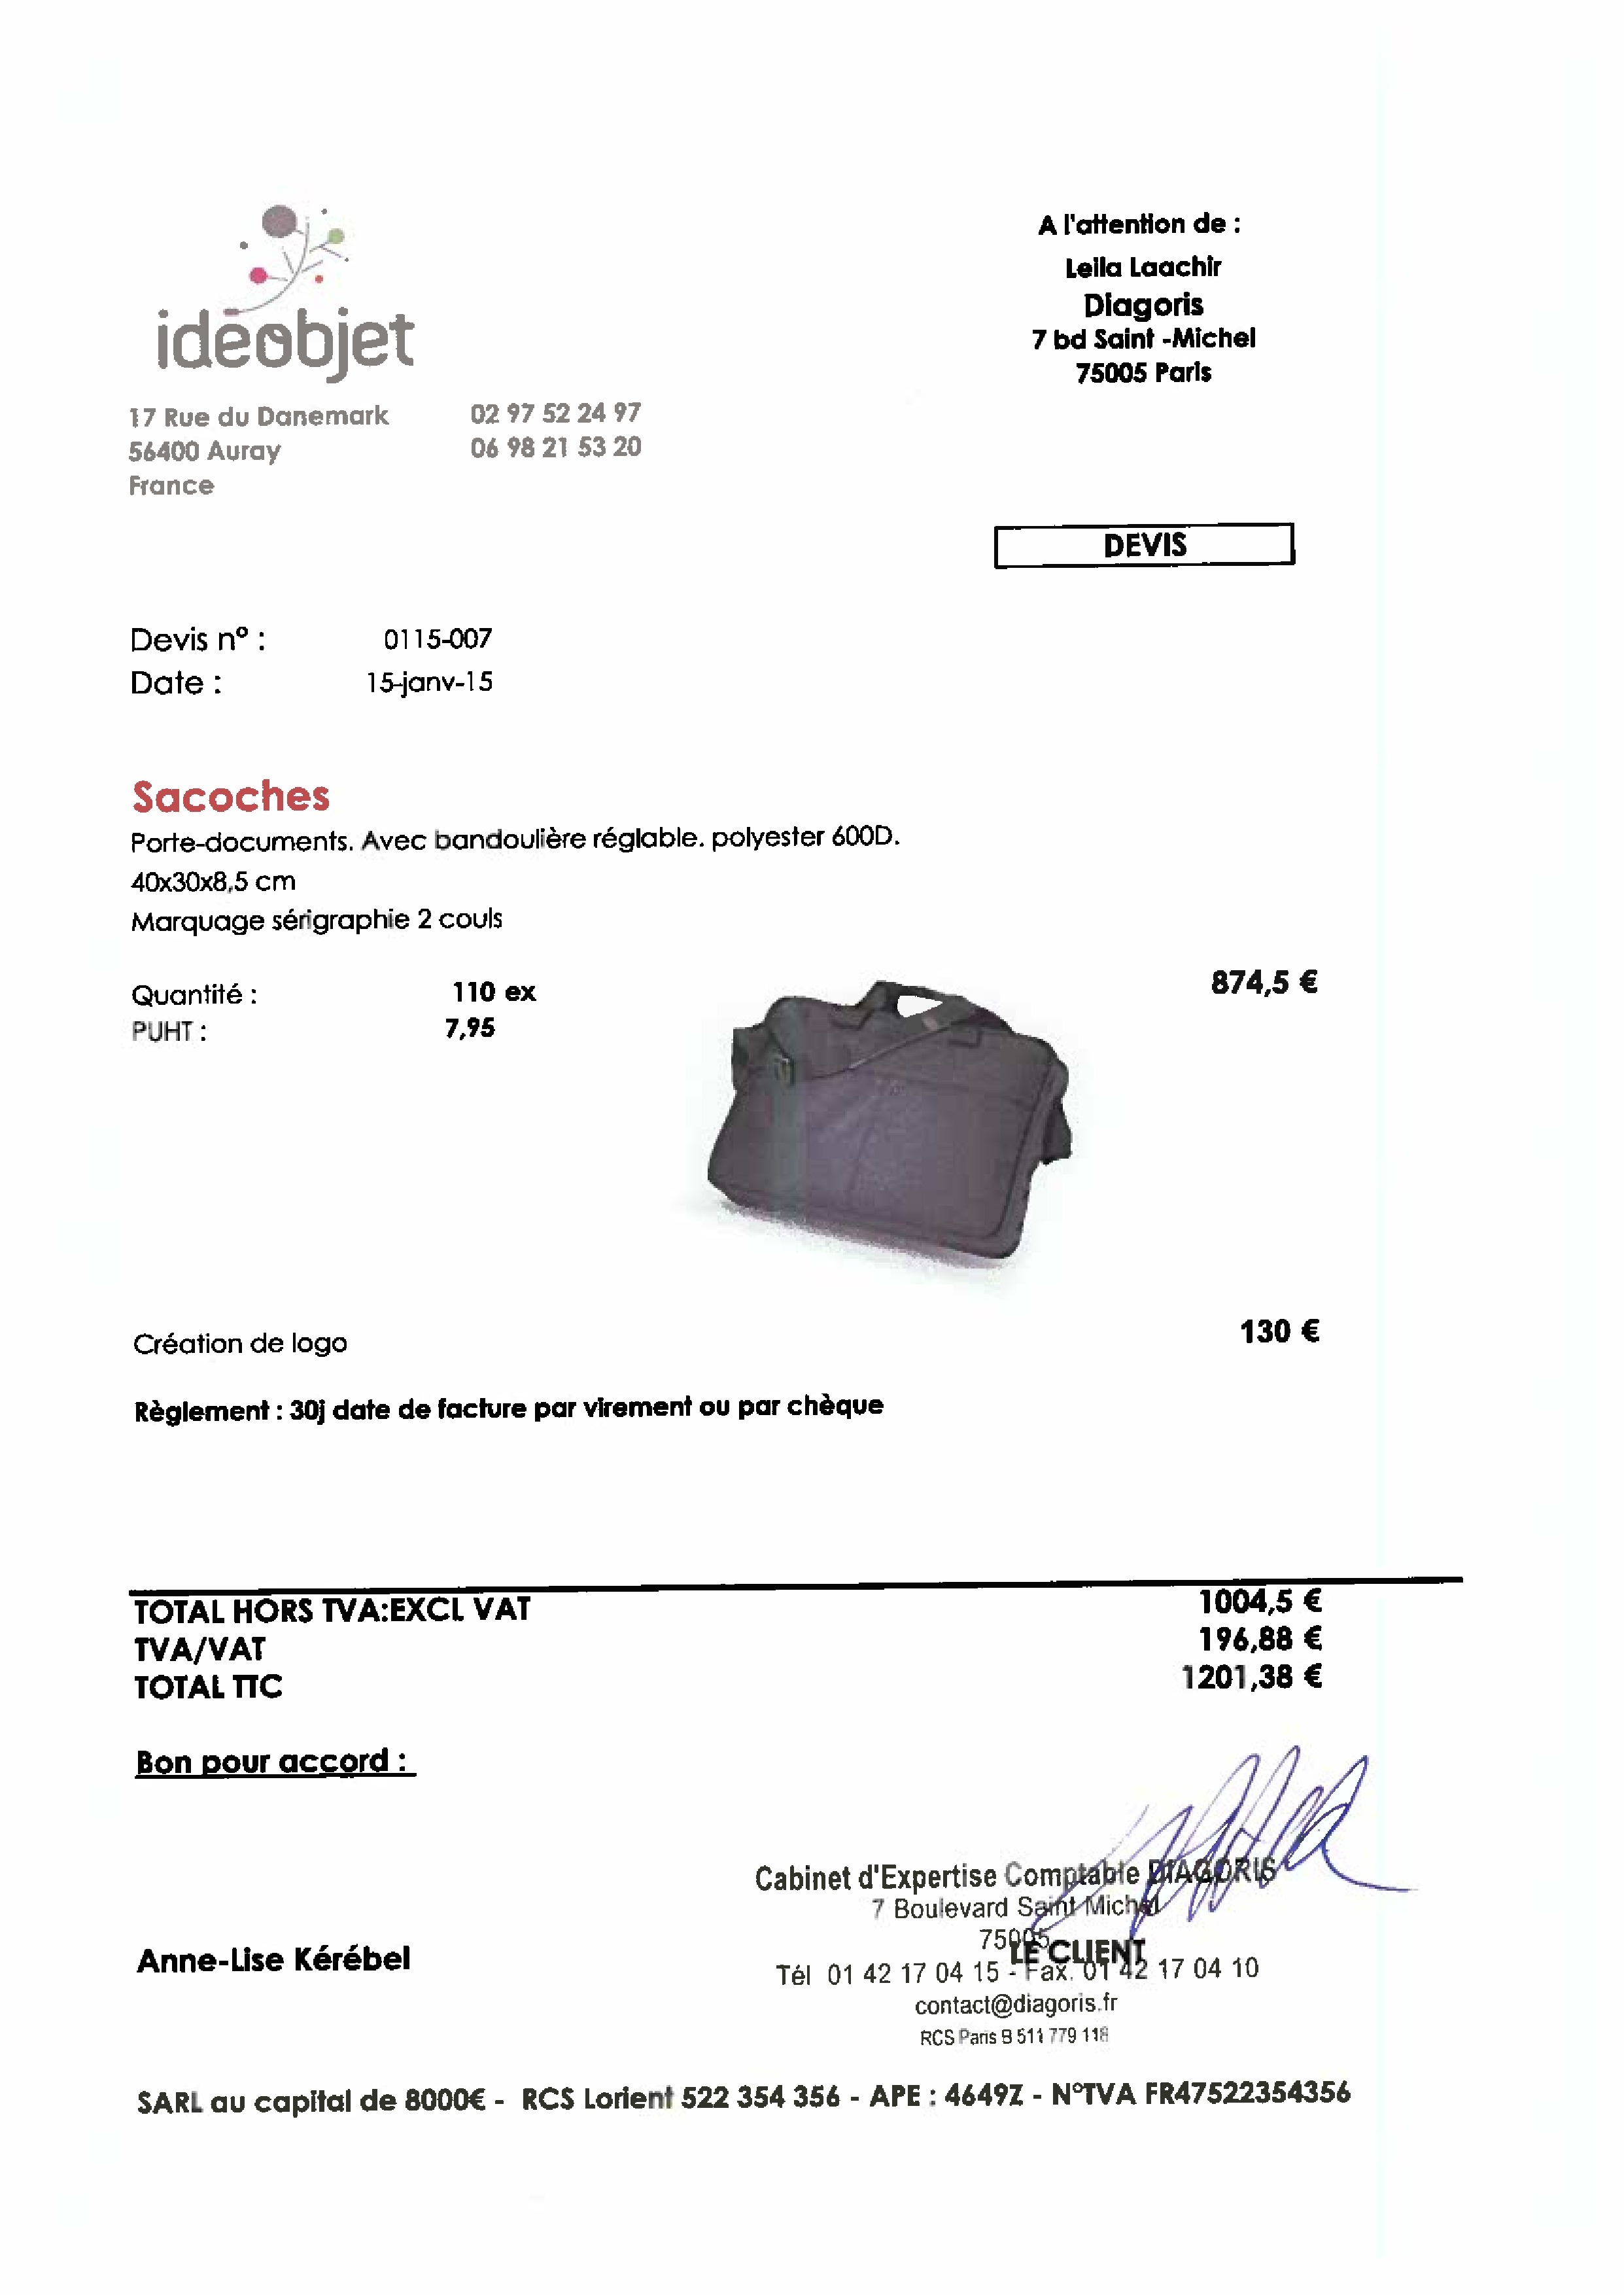 idéobjet
17 Rue du Danemark
56400 Auray
France
02 97 52 24 97
06 98 21 53 20
A l'attention de :
Leila Laachir
Diagoris
7 bd Saint -Michel
75005 Paris
DEVIS
Devis n° : 0115-007
Date : 15-janv-15
Sacoches
Porte-documents. Avec bandoulière réglable. polyester 600D.
40x30x8,5 cm
Marquage sérigraphie 2 couls
Quantité : 110 ex 874,5 €
PUHT : 7,95
Création de logo 130 €
Règlement : 30j date de facture par virement ou par chèque
TOTAL HORS TVA:EXCL VAT 1004,5 €
TVA/VAT 196,88 €
TOTAL TTC 1201,38 €
Bon pour accord :
Cabinet d'Expertise Comptable DIAGORIS
7 Boulevard Saint Michel
75005
Anne-Lise Kérébel
LE CLIENT
Tél 01 42 17 04 15 - Fax. 01 42 17 04 10
contact@diagoris.fr
RCS Paris B 511 779 118
SARL au capital de 8000€ - RCS Lorient 522 354 356 - APE : 4649Z - N°TVA FR47522354356